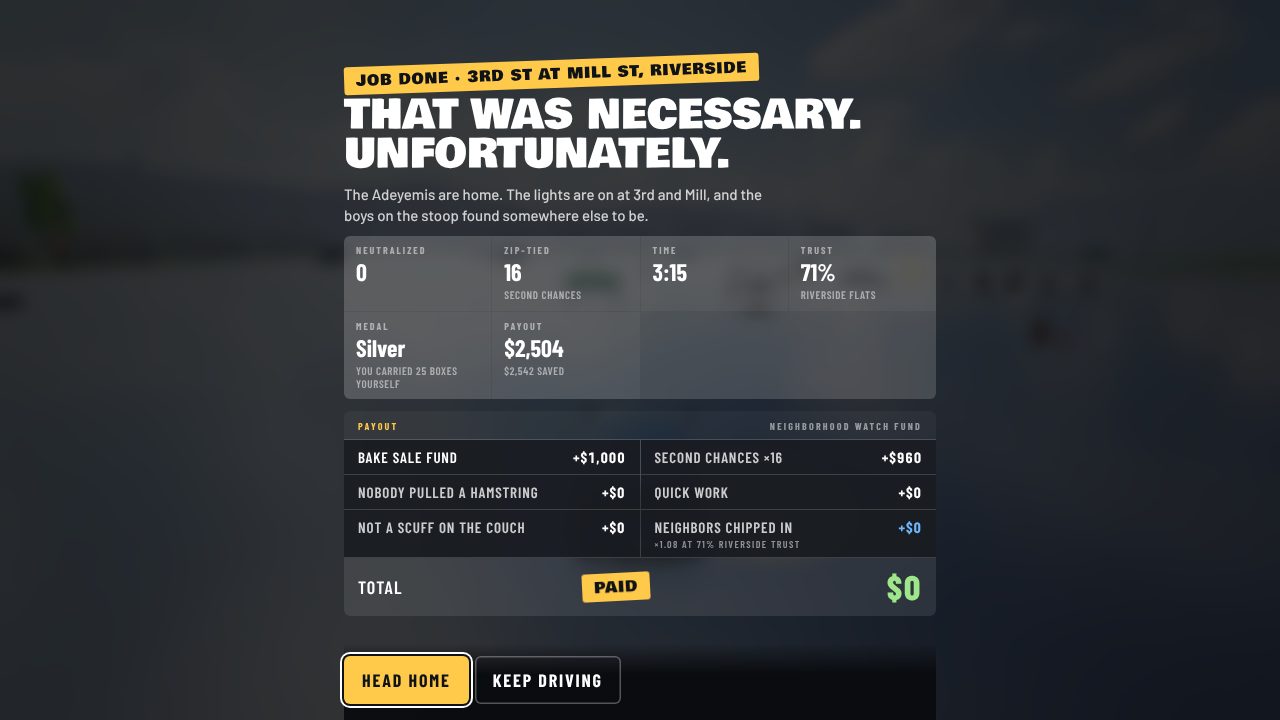 JOB DONE · 3RD ST AT MILL ST, RIVERSIDE
THAT WAS NECESSARY.
UNFORTUNATELY.
The Adeyemis are home. The lights are on at 3rd and Mill, and the
boys on the stoop found somewhere else to be.
NEUTRALIZED
0
ZIP-TIED
16
SECOND CHANCES
TIME
3:15
TRUST
71%
RIVERSIDE FLATS
MEDAL
Silver
YOU CARRIED 25 BOXES
YOURSELF
PAYOUT
$2,504
$2,542 SAVED
PAYOUT
NEIGHBORHOOD WATCH FUND
BAKE SALE FUND +$1,000
SECOND CHANCES ×16 +$960
NOBODY PULLED A HAMSTRING +$0
QUICK WORK +$0
NOT A SCUFF ON THE COUCH +$0
NEIGHBORS CHIPPED IN +$0
×1.08 AT 71% RIVERSIDE TRUST
TOTAL PAID $0
HEAD HOME
KEEP DRIVING